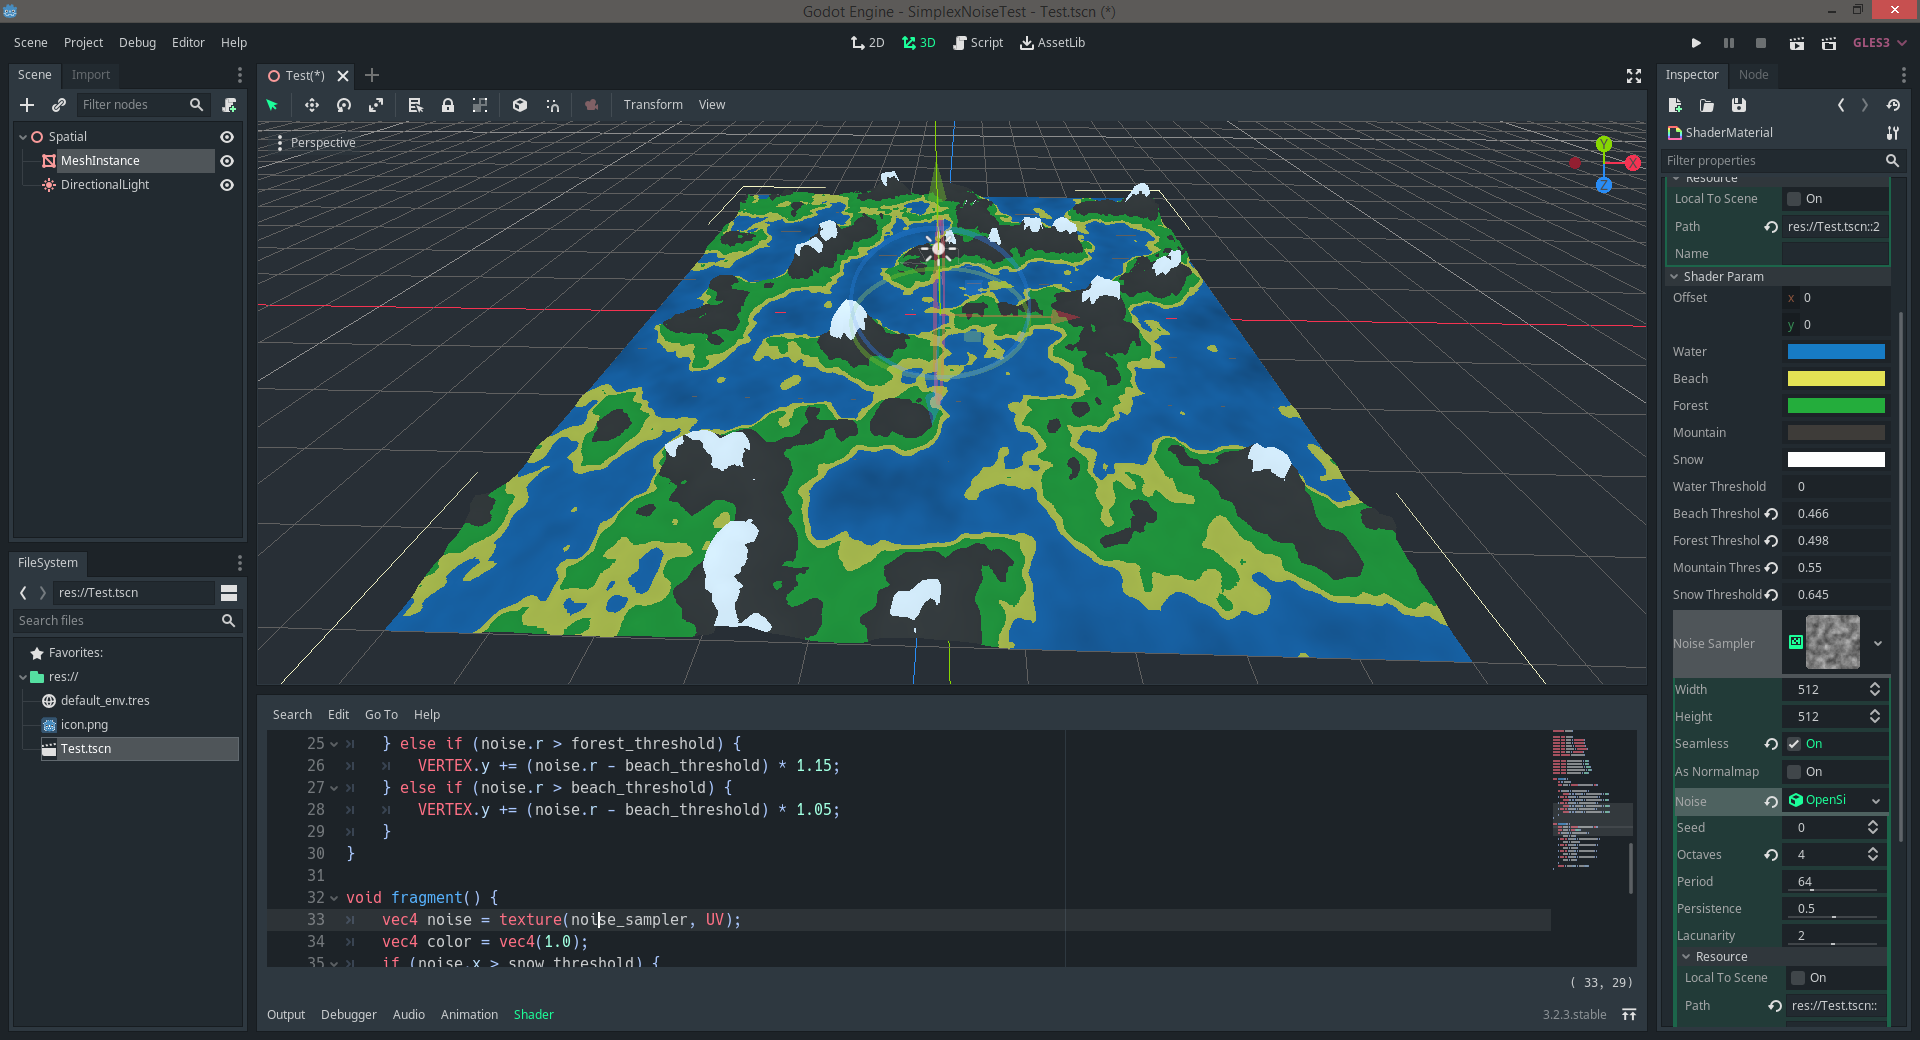 Godot Engine - SimplexNoiseTest - Test.tscn (*)
Scene Project Debug Editor Help
2D 3D Script AssetLib
GLES3
Scene Import
Filter nodes
Spatial
MeshInstance
DirectionalLight
FileSystem
res://Test.tscn
Search files
Favorites:
res://
default_env.tres
icon.png
Test.tscn
Test(*)
Transform View
Perspective
Y
X
Z
Search Edit Go To Help
25 } else if (noise.r > forest_threshold) {
26 VERTEX.y += (noise.r - beach_threshold) * 1.15;
27 } else if (noise.r > beach_threshold) {
28 VERTEX.y += (noise.r - beach_threshold) * 1.05;
29 }
30 }
31
32 void fragment() {
33 vec4 noise = texture(noise_sampler, UV);
34 vec4 color = vec4(1.0);
35 if (noise.x > snow_threshold) {
( 33, 29)
Output Debugger Audio Animation Shader
3.2.3.stable
Inspector Node
ShaderMaterial
Filter properties
Resource
Local To Scene On
Path res://Test.tscn::2
Name
Shader Param
Offset x 0
y 0
Water
Beach
Forest
Mountain
Snow
Water Threshold 0
Beach Threshol 0.466
Forest Threshol 0.498
Mountain Thres 0.55
Snow Threshold 0.645
Noise Sampler
Width 512
Height 512
Seamless On
As Normalmap On
Noise OpenSi
Seed 0
Octaves 4
Period 64
Persistence 0.5
Lacunarity 2
Resource
Local To Scene On
Path res://Test.tscn::